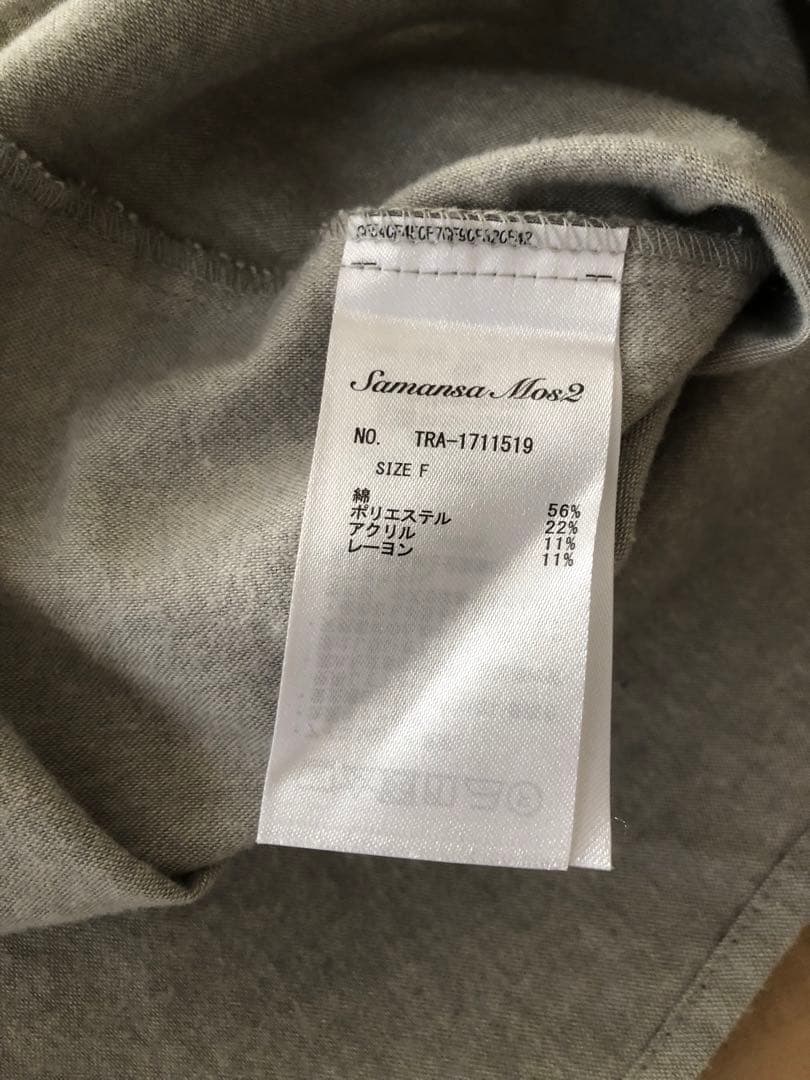 Samansa Mos2
NO. TRA-1711519
SIZE F
綿 56%
ポリエステル 22%
アクリル 11%
レーヨン 11%